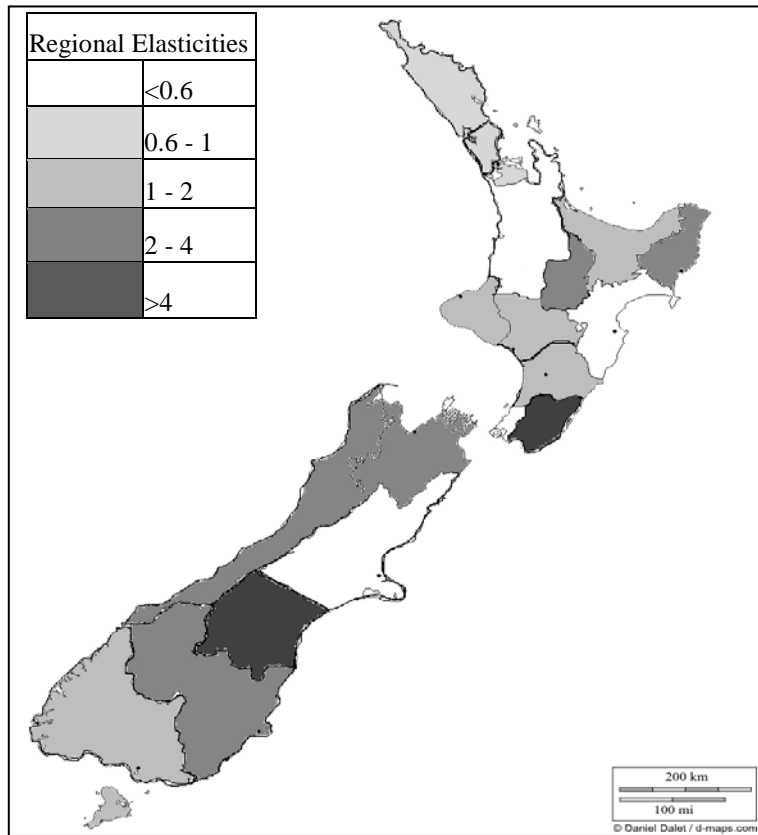 Regional Elasticities
<0.6
0.6 - 1
1 - 2
2 - 4
>4
200 km
100 mi
© Daniel Dalet / d-maps.com